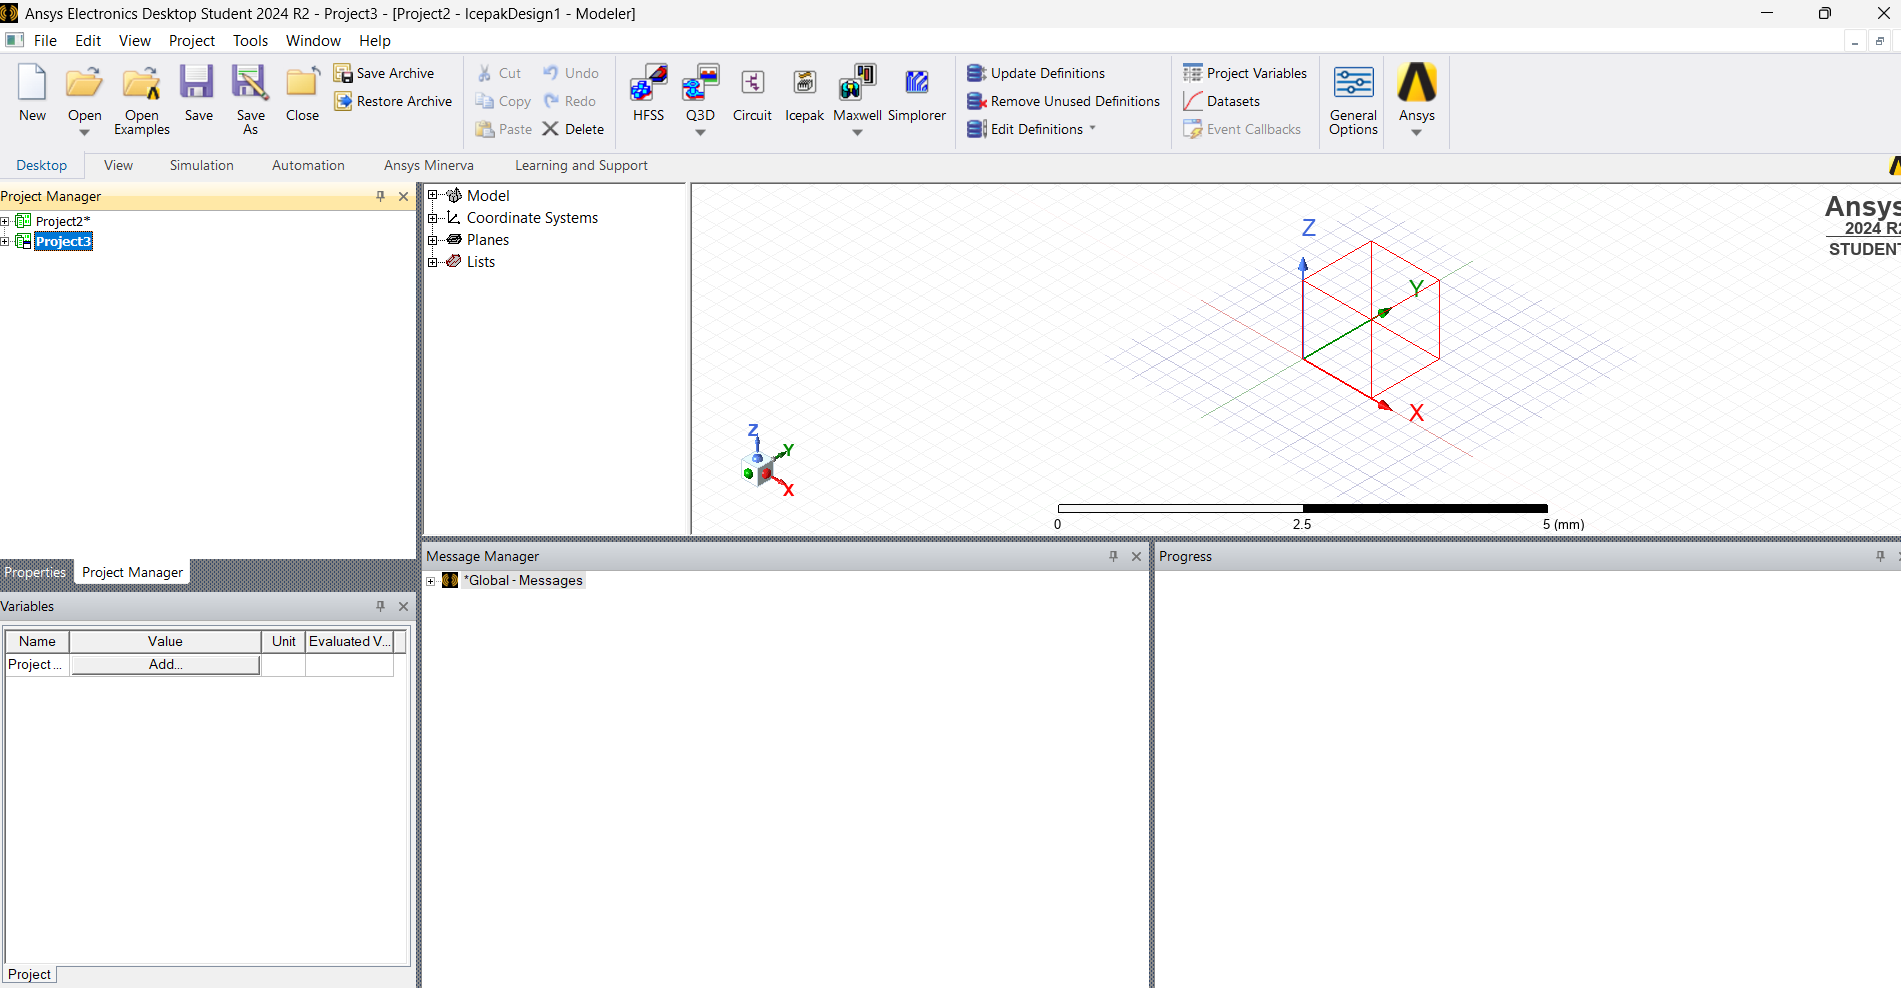 Ansys Electronics Desktop Student 2024 R2 - Project3 - [Project2 - IcepakDesign1 - Modeler]
File Edit View Project Tools Window Help
New
Open
Open Examples
Save
Save As
Close
Save Archive
Restore Archive
Cut
Copy
Paste
Undo
Redo
Delete
HFSS
Q3D
Circuit
Icepak
Maxwell
Simplorer
Update Definitions
Remove Unused Definitions
Edit Definitions
Project Variables
Datasets
Event Callbacks
General Options
Ansys
Desktop View Simulation Automation Ansys Minerva Learning and Support
Project Manager
Project2*
Project3
Model
Coordinate Systems
Planes
Lists
Z
Y
X
Z
Y
X
0 2.5 5 (mm)
Ansys
2024 R2
STUDENT
Properties Project Manager
Variables
Name Value Unit Evaluated V...
Project ... Add...
Project
Message Manager
*Global - Messages
Progress